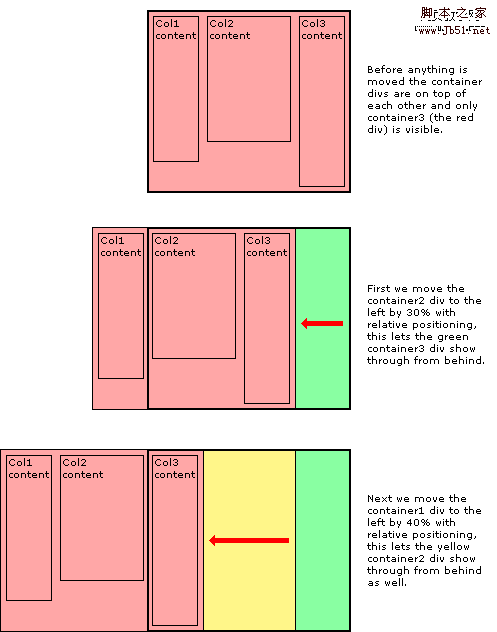 脚本之家
www.Jb51.net
Col1
content
Col2
content
Col3
content
Before anything is
moved the container
divs are on top of
each other and only
container3 (the red
div) is visible.
Col1
content
Col2
content
Col3
content
First we move the
container2 div to the
left by 30% with
relative positioning,
this lets the green
container3 div show
through from behind.
Col1
content
Col2
content
Col3
content
Next we move the
container1 div to the
left by 40% with
relative positioning,
this lets the yellow
container2 div show
through from behind
as well.